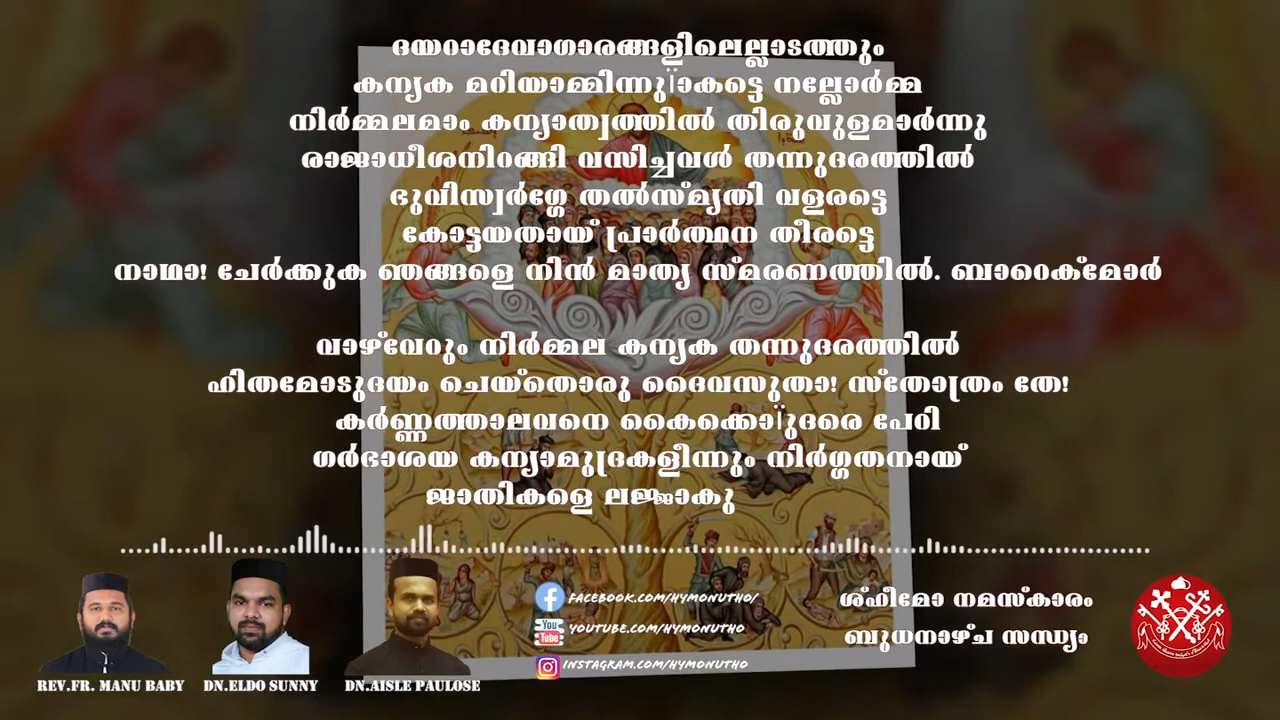 ദയറാദേവാഗാരങ്ങളിലെല്ലാടത്തും
കന്യക മറിയാമ്മിന്നുÏാകട്ടെ നല്ലോർമ്മ
നിർമ്മലമാം കന്യാത്വത്തിൽ തിരുവുളമാർന്നു
രാജാധീശനിറങ്ങി വസിച്ചവൾ തന്നുദരത്തിൽ
ഭുവിസ്വർഗ്ഗേ തൽസ്മൃതി വളരട്ടെ
കോട്ടയതായ് പ്രാർത്ഥന തീരട്ടെ
നാഥാ! ചേർക്കുക ഞങ്ങളെ നിൻ മാതൃ സ്മരണത്തിൽ. ബാറെക്മോർ
വാഴ്‌വേറും നിർമ്മല കന്യക തന്നുദരത്തിൽ
ഹിതമോടുദയം ചെയ്തൊരു ദൈവസുതാ! സ്തോത്രം തേ!
കർണ്ണത്താലവനെ കൈക്കൊÏുദരെ പേറി
ഗർഭാശയ കന്യാമുദ്രകളീന്നും നിർഗ്ഗതനായ്
ജാതികളെ ലജ്ജാകു
FACEBOOK.COM/HYMONUTHO/
YOUTUBE.COM/HYMONUTHO
INSTAGRAM.COM/HYMONUTHO
You
Tube
ശ്ഹീമോ നമസ്കാരം
ബുധനാഴ്ച സന്ധ്യാ
REV.FR. MANU BABY
DN.ELDO SUNNY
DN.AISLE PAULOSE